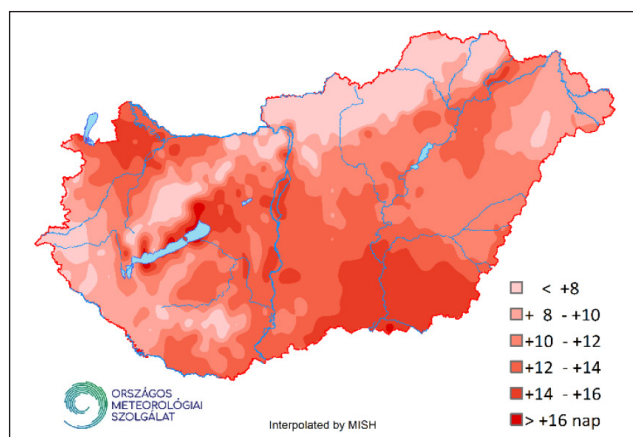 < +8
+ 8 - +10
+10 - +12
+12 - +14
+14 - +16
> +16 nap
ORSZÁGOS
METEOROLÓGIAI
SZOLGÁLAT
Interpolated by MISH